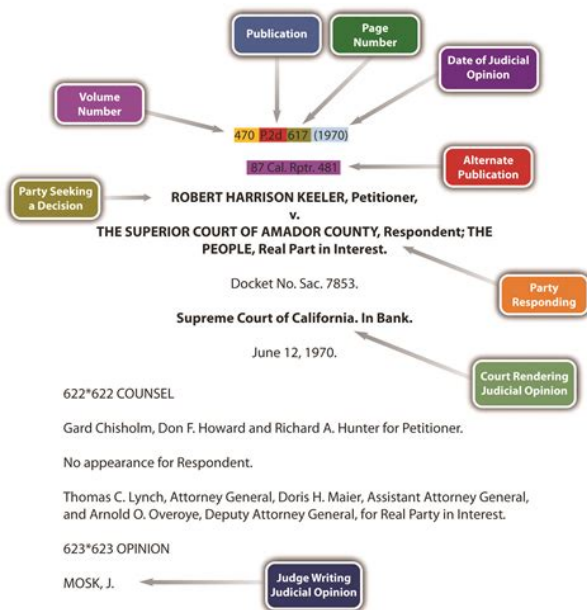 Publication
Page
Number
Date of Judicial
Opinion
Volume
Number
470 P.2d 617 (1970)
87 Cal. Rptr. 481
Alternate
Publication
Party Seeking
a Decision
ROBERT HARRISON KEELER, Petitioner,
v.
THE SUPERIOR COURT OF AMADOR COUNTY, Respondent; THE
PEOPLE, Real Part in Interest.
Docket No. Sac. 7853.
Party
Responding
Supreme Court of California. In Bank.
June 12, 1970.
Court Rendering
Judicial Opinion
622*622 COUNSEL
Gard Chisholm, Don F. Howard and Richard A. Hunter for Petitioner.
No appearance for Respondent.
Thomas C. Lynch, Attorney General, Doris H. Maier, Assistant Attorney General,
and Arnold O. Overoye, Deputy Attorney General, for Real Party in Interest.
623*623 OPINION
MOSK, J.
Judge Writing
Judicial Opinion